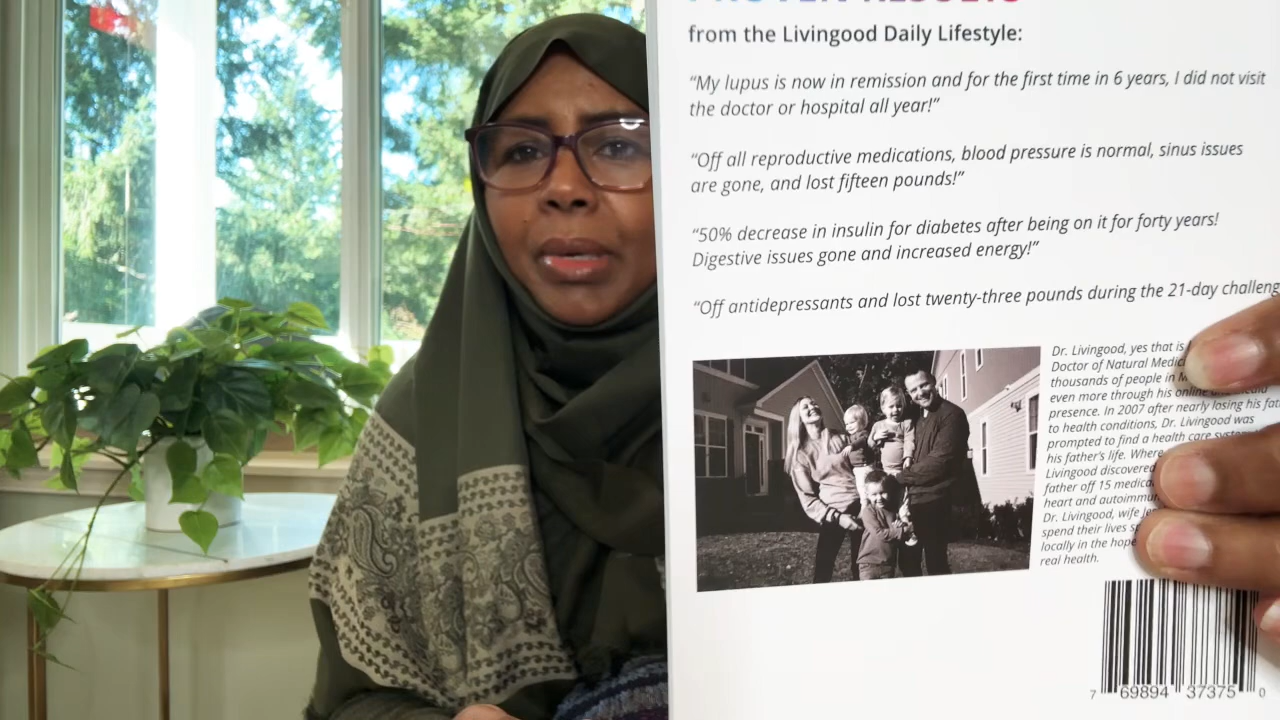 PROVEN RESULTS
from the Livingood Daily Lifestyle:
“My lupus is now in remission and for the first time in 6 years, I did not visit
the doctor or hospital all year!”
“Off all reproductive medications, blood pressure is normal, sinus issues
are gone, and lost fifteen pounds!”
“50% decrease in insulin for diabetes after being on it for forty years!
Digestive issues gone and increased energy!”
“Off antidepressants and lost twenty-three pounds during the 21-day challeng
Dr. Livingood, yes that is
Doctor of Natural Medic
thousands of people in
even more through his online
presence. In 2007 after nearly losing his fat
to health conditions, Dr. Livingood was
prompted to find a health care
his father's life. Where
Livingood discovered
father off 15 medica
heart and autoimmun
Dr. Livingood, wife
spend their lives
locally in the hope
real health.
7 69894 37375 0